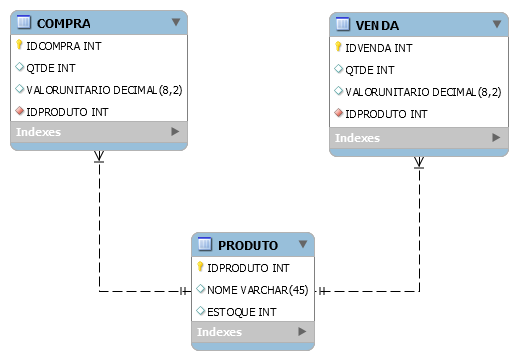 COMPRA
IDCOMPRA INT
QTDE INT
VALORUNITARIO DECIMAL(8,2)
IDPRODUTO INT
Indexes
VENDA
IDVENDA INT
QTDE INT
VALORUNITARIO DECIMAL(8,2)
IDPRODUTO INT
Indexes
PRODUTO
IDPRODUTO INT
NOME VARCHAR(45)
ESTOQUE INT
Indexes